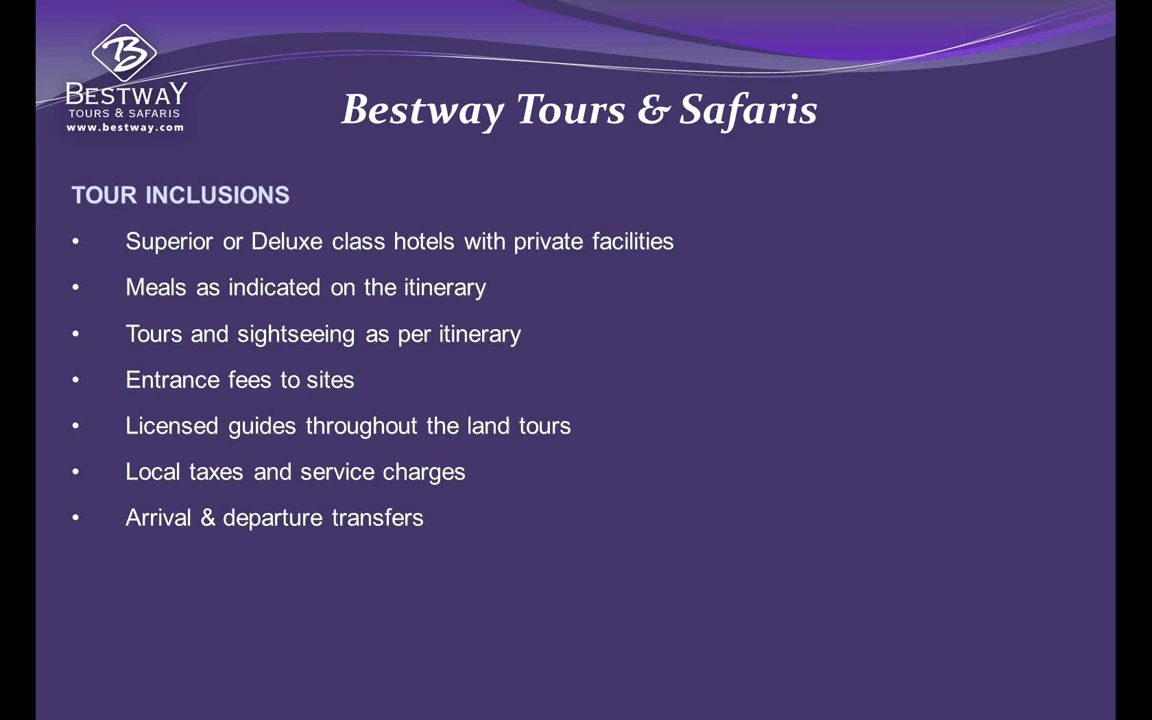 B
BESTWAY
TOURS & SAFARIS
www.bestway.com
Bestway Tours & Safaris
TOUR INCLUSIONS
• Superior or Deluxe class hotels with private facilities
• Meals as indicated on the itinerary
• Tours and sightseeing as per itinerary
• Entrance fees to sites
• Licensed guides throughout the land tours
• Local taxes and service charges
• Arrival & departure transfers